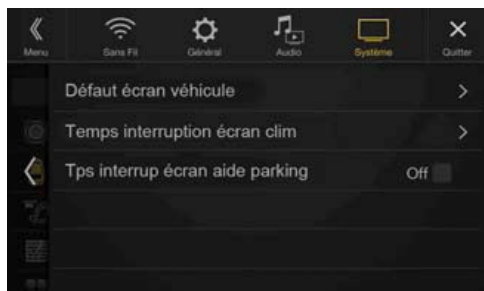 Menu
Sans Fil
Général
Audio
Système
Quitter
Défaut écran véhicule
Temps interruption écran clim
Tps interrup écran aide parking
Off